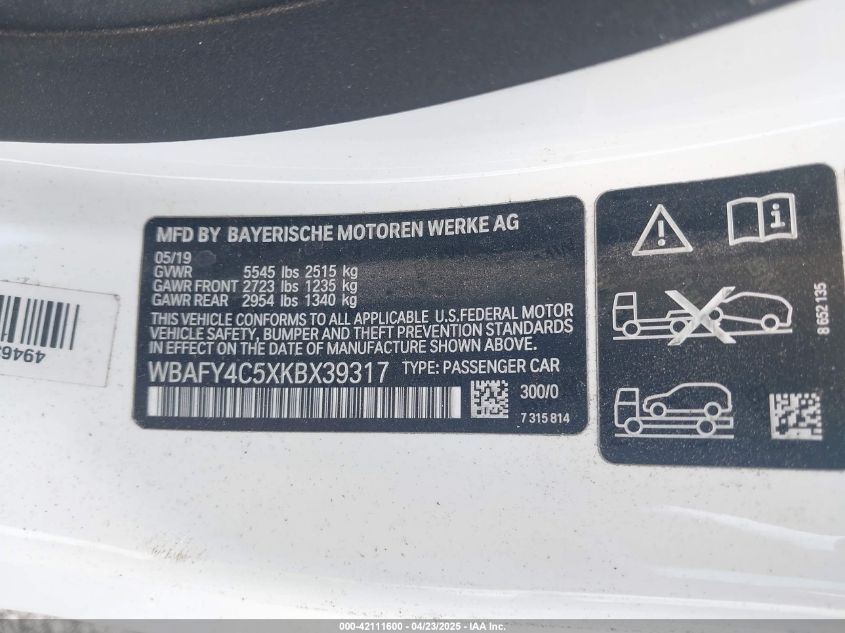 MFD BY BAYERISCHE MOTOREN WERKE AG
05/19
GVWR 5545 lbs 2515 kg
GAWR FRONT 2723 lbs 1235 kg
GAWR REAR 2954 lbs 1340 kg
THIS VEHICLE CONFORMS TO ALL APPLICABLE U.S.FEDERAL MOTOR
VEHICLE SAFETY, BUMPER AND THEFT PREVENTION STANDARDS
IN EFFECT ON THE DATE OF MANUFACTURE SHOWN ABOVE.
WBAFY4C5XKBX39317 TYPE: PASSENGER CAR
300/0
7 315 814
8 652 135
000-42111600 - 04/23/2025 - IAA Inc.